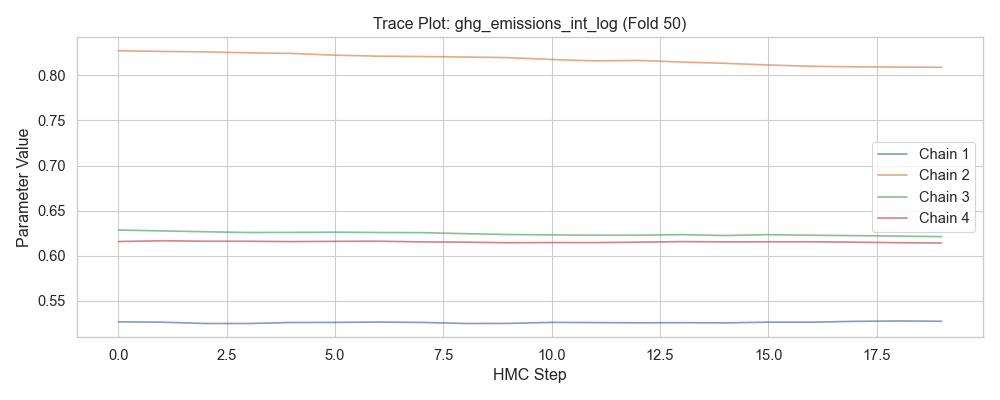 Trace Plot: ghg_emissions_int_log (Fold 50)
Parameter Value
0.80
0.75
0.70
0.65
0.60
0.55
Chain 1
Chain 2
Chain 3
Chain 4
0.0 2.5 5.0 7.5 10.0 12.5 15.0 17.5
HMC Step